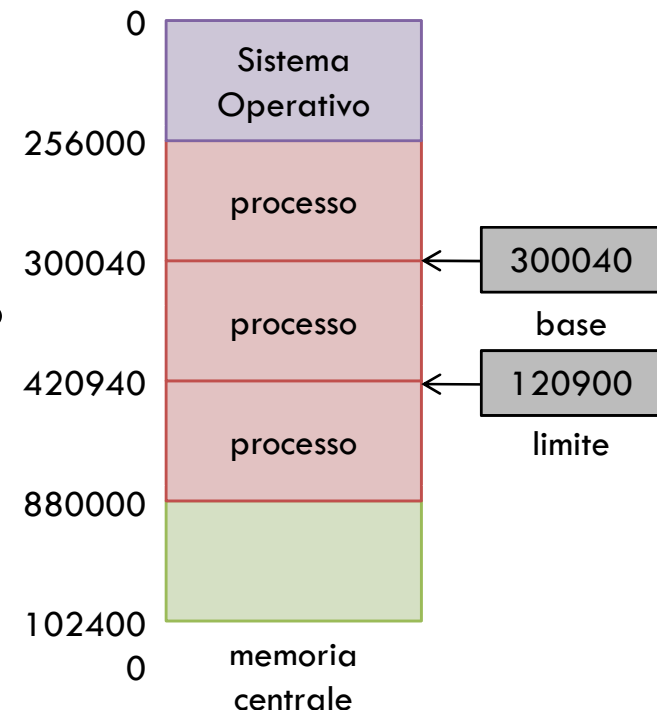 0
Sistema
Operativo
256000
processo
300040
300040
base
processo
420940
120900
limite
processo
880000
102400
0
memoria
centrale